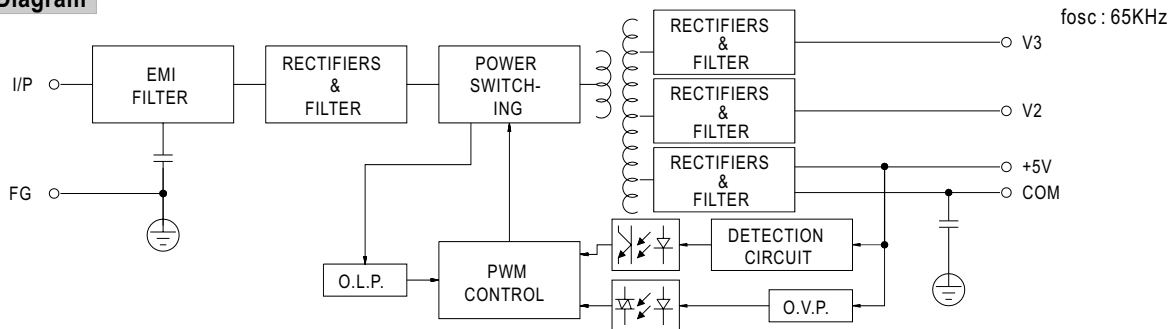 Diagram
fosc : 65KHz
RECTIFIERS
&
FILTER
V3
I/P
EMI
FILTER
RECTIFIERS
&
FILTER
POWER
SWITCH-
ING
RECTIFIERS
&
FILTER
V2
RECTIFIERS
&
FILTER
+5V
COM
FG
DETECTION
CIRCUIT
O.L.P.
PWM
CONTROL
O.V.P.